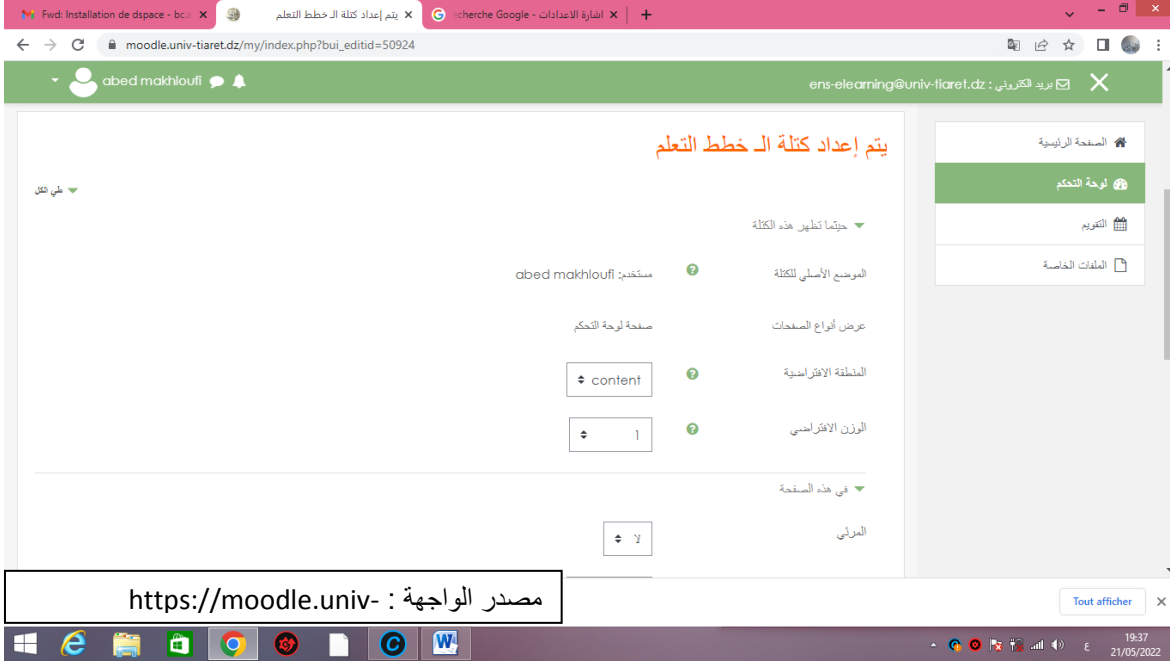 Fwd: Installation de dspace - bc.a
يتم إعداد كتلة الـ خطط التعلم
اشارة الاعدادات - cherche Google
moodle.univ-tiaret.dz/my/index.php?bui_editid=50924
abed makhloufi
بريد الكتروني : ens-elearning@univ-tiaret.dz
الصفحة الرئيسية
لوحة التحكم
التقويم
الملفات الخاصة
يتم إعداد كتلة الـ خطط التعلم
طي الكل
حيثما تظهر هذه الكتلة
الموضع الأصلي للكتلة
مستخدم: abed makhloufi
عرض أنواع الصفحات
صفحة لوحة التحكم
المنطقة الافتراضية
content
الوزن الافتراضي
1
في هذه الصفحة
المرئي
لا
مصدر الواجهة : https://moodle.univ-
Tout afficher
ع
19:37
21/05/2022